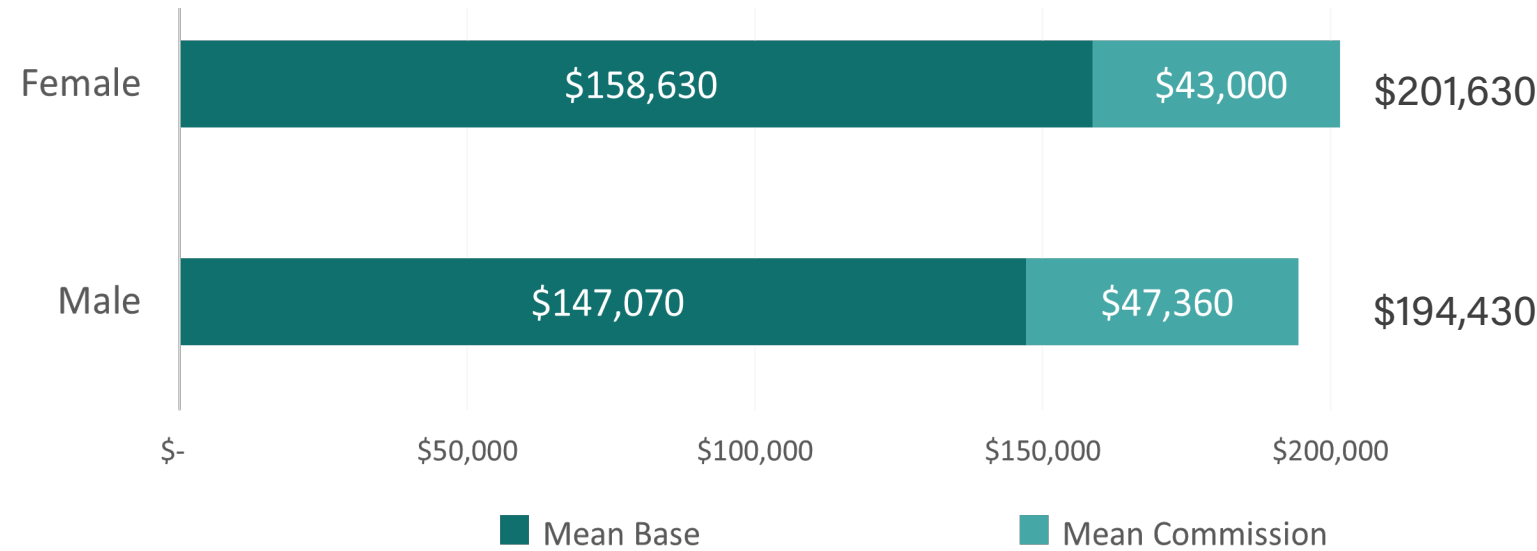 Female $158,630 $43,000 $201,630
Male $147,070 $47,360 $194,430
$- $50,000 $100,000 $150,000 $200,000
Mean Base Mean Commission